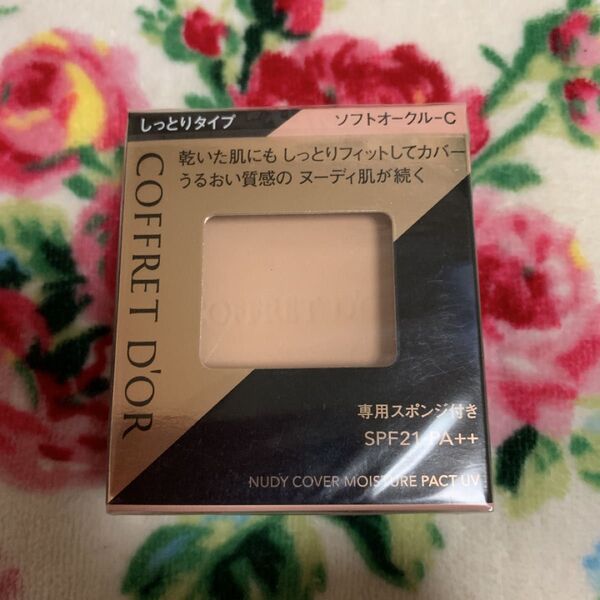 しっとりタイプ
ソフトオークル-C
乾いた肌にも しっとりフィットしてカバー
うるおい質感の ヌーディ肌が続く
COFFRET D'OR
専用スポンジ付き
SPF21 PA++
NUDY COVER MOISTURE PACT UV